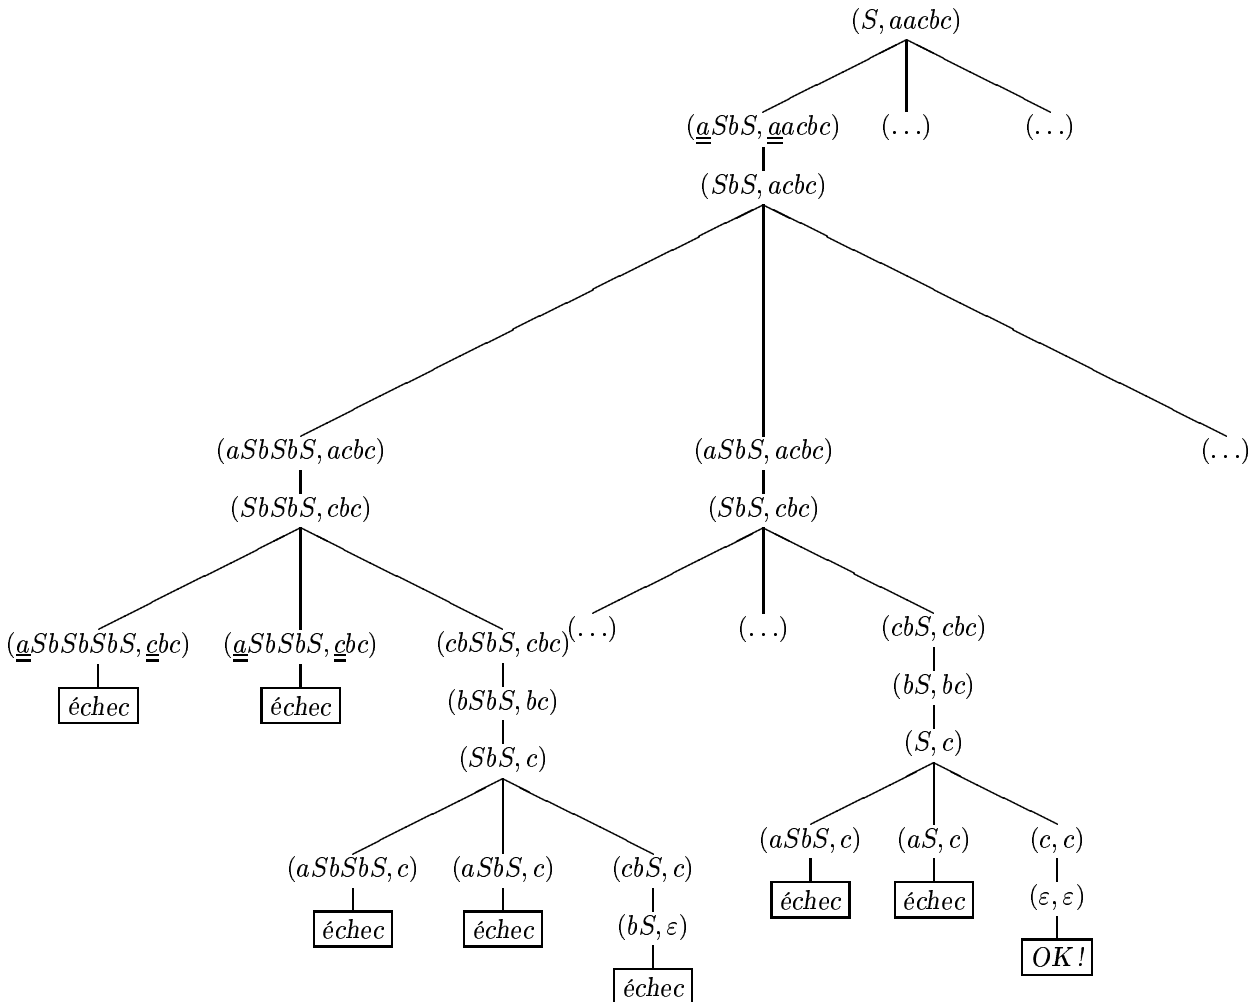 (S, aacbc)
(aSbS, aacbc) (...) (...)
(SbS, acbc)
(aSbSbS, acbc) (aSbS, acbc) (...)
(SbSbS, cbc) (SbS, cbc)
(aSbSbSbS, cbc) (aSbSbS, cbc) (cbSbS, cbc) (...) (...) (cbS, cbc)
échec échec (bSbS, bc) (bS, bc)
(SbS, c) (S, c)
(aSbSbS, c) (aSbS, c) (cbS, c) (aSbS, c) (aS, c) (c, c)
échec échec (bS, ε) échec échec (ε, ε)
échec OK !